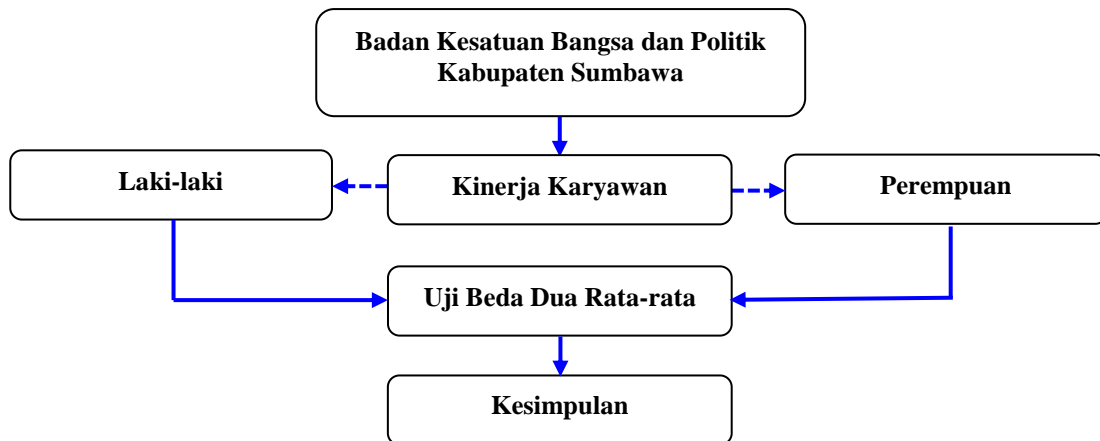 Badan Kesatuan Bangsa dan Politik
Kabupaten Sumbawa
Laki-laki
Kinerja Karyawan
Perempuan
Uji Beda Dua Rata-rata
Kesimpulan